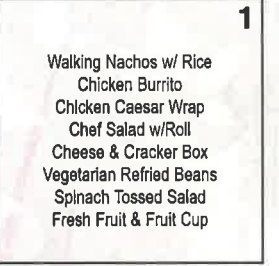 1
Walking Nachos w/ Rice
Chicken Burrito
Chicken Caesar Wrap
Chef Salad w/Roll
Cheese & Cracker Box
Vegetarian Refried Beans
Spinach Tossed Salad
Fresh Fruit & Fruit Cup